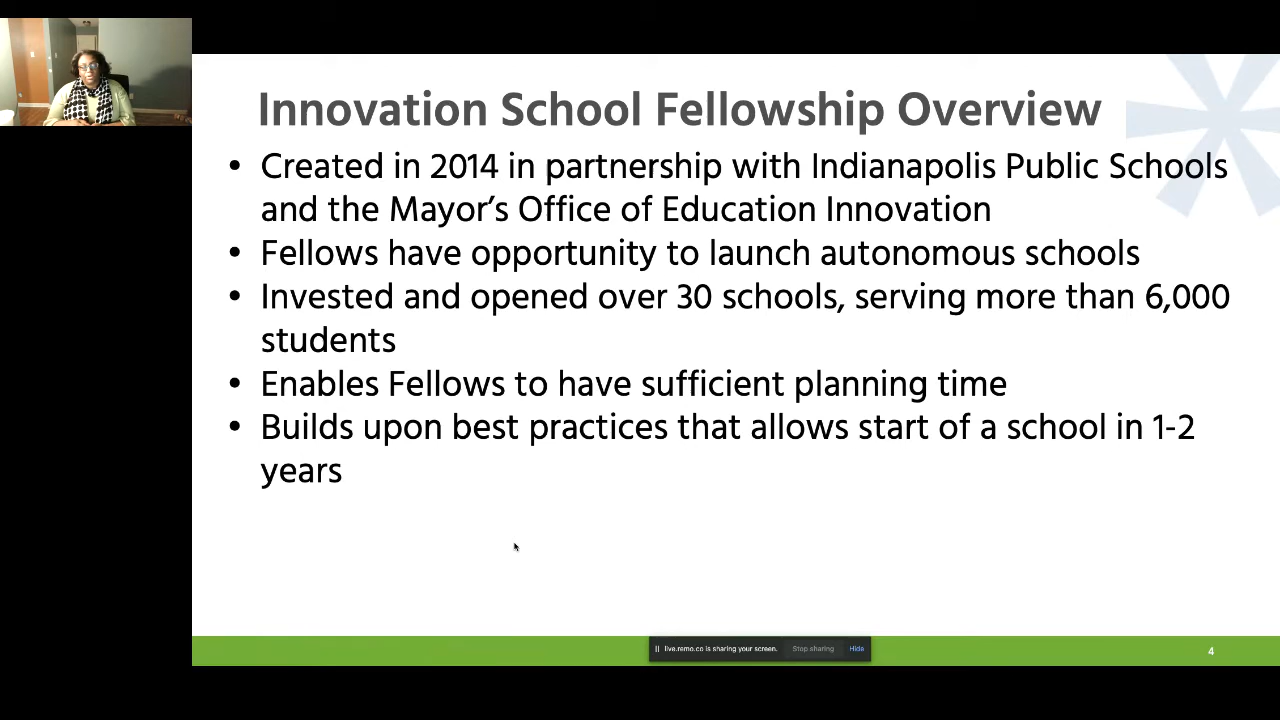 Innovation School Fellowship Overview
• Created in 2014 in partnership with Indianapolis Public Schools
and the Mayor's Office of Education Innovation
• Fellows have opportunity to launch autonomous schools
• Invested and opened over 30 schools, serving more than 6,000
students
• Enables Fellows to have sufficient planning time
• Builds upon best practices that allows start of a school in 1-2
years
live.remo.co is sharing your screen. Stop sharing Hide
4